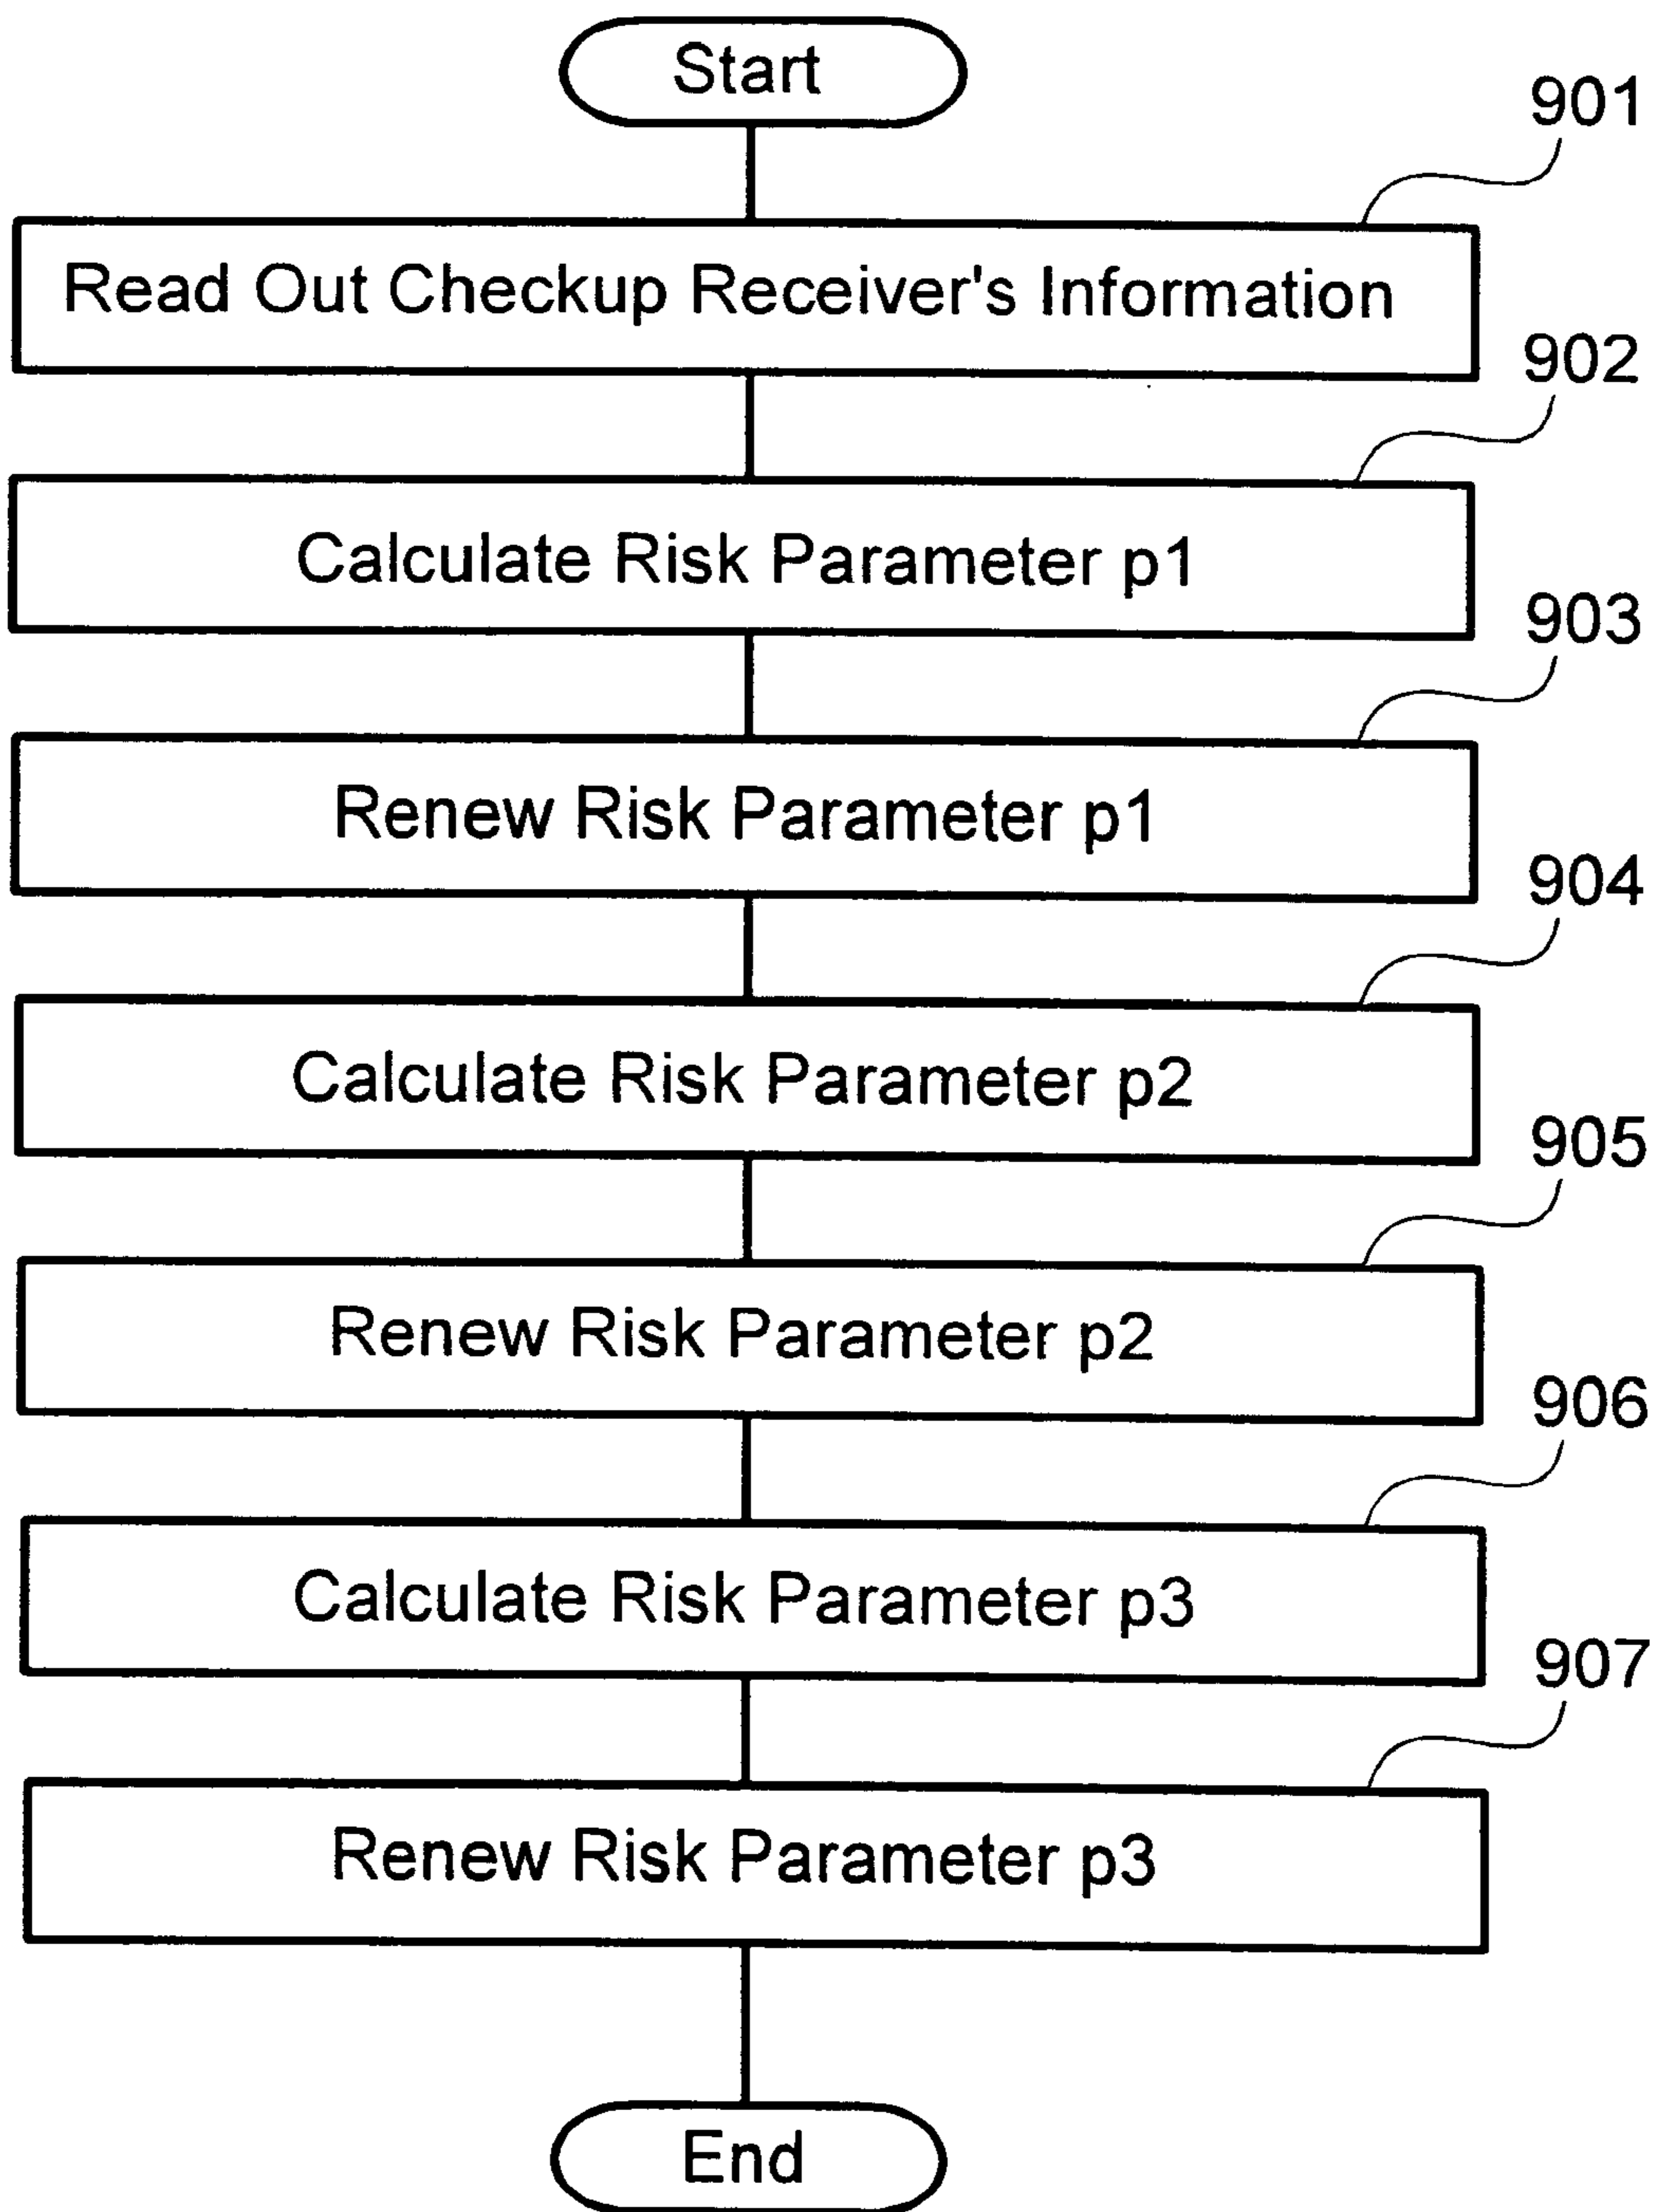 Start
901
Read Out Checkup Receiver's Information
902
Calculate Risk Parameter p1
903
Renew Risk Parameter p1
904
Calculate Risk Parameter p2
905
Renew Risk Parameter p2
906
Calculate Risk Parameter p3
907
Renew Risk Parameter p3
End